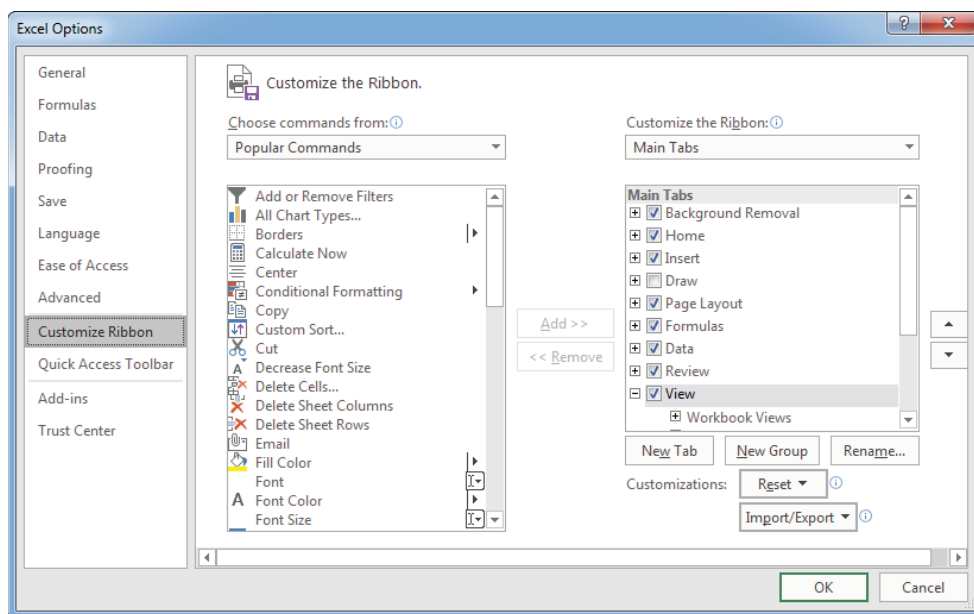 Excel Options
General
Formulas
Data
Proofing
Save
Language
Ease of Access
Advanced
Customize Ribbon
Quick Access Toolbar
Add-ins
Trust Center
Customize the Ribbon.
Choose commands from:
Popular Commands
Add or Remove Filters
All Chart Types...
Borders
Calculate Now
Center
Conditional Formatting
Copy
Custom Sort...
Cut
Decrease Font Size
Delete Cells...
Delete Sheet Columns
Delete Sheet Rows
Email
Fill Color
Font
Font Color
Font Size
Add >>
<< Remove
Customize the Ribbon:
Main Tabs
Main Tabs
Background Removal
Home
Insert
Draw
Page Layout
Formulas
Data
Review
View
Workbook Views
New Tab
New Group
Rename...
Customizations:
Reset
Import/Export
OK
Cancel